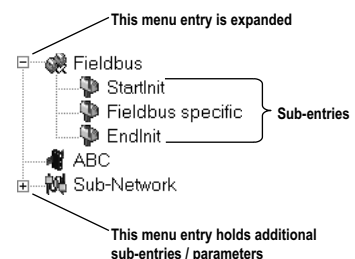 This menu entry is expanded
Fieldbus
StartInit
Fieldbus specific
EndInit
Sub-entries
ABC
Sub-Network
This menu entry holds additional
sub-entries / parameters